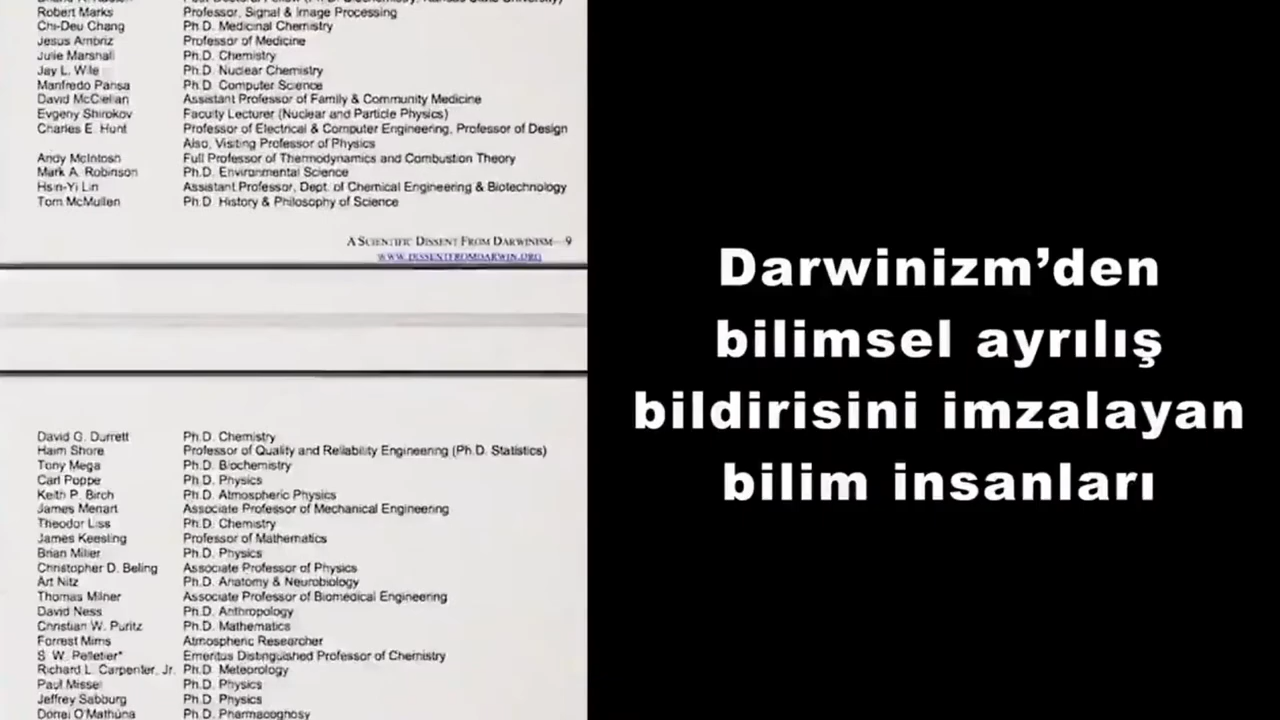 Robert Marks Professor, Signal & Image Processing
Chi-Deu Chang Ph.D. Medicinal Chemistry
Jesus Ambriz Professor of Medicine
Julie Marshall Ph.D. Chemistry
Jay L. Wile Ph.D. Nuclear Chemistry
Manfredo Pansa Ph.D. Computer Science
David McClellan Assistant Professor of Family & Community Medicine
Evgeny Shirokov Faculty Lecturer (Nuclear and Particle Physics)
Charles E. Hunt Professor of Electrical & Computer Engineering, Professor of Design
Also, Visiting Professor of Physics
Andy McIntosh Full Professor of Thermodynamics and Combustion Theory
Mark A. Robinson Ph.D. Environmental Science
Hsin-Yi Lin Assistant Professor, Dept. of Chemical Engineering & Biotechnology
Tom McMullen Ph.D. History & Philosophy of Science
A SCIENTIFIC DISSENT FROM DARWINISM—9
WWW.DISSENTFROMDARWIN.ORG
David G. Durrett Ph.D. Chemistry
Haim Shore Professor of Quality and Reliability Engineering (Ph.D. Statistics)
Tony Mega Ph.D. Biochemistry
Carl Poppe Ph.D. Physics
Keith P. Birch Ph.D. Atmospheric Physics
James Menart Associate Professor of Mechanical Engineering
Theodor Liss Ph.D. Chemistry
James Keesling Professor of Mathematics
Brian Miller Ph.D. Physics
Christopher D. Beling Associate Professor of Physics
Art Nitz Ph.D. Anatomy & Neurobiology
Thomas Milner Associate Professor of Biomedical Engineering
David Ness Ph.D. Anthropology
Christian W. Puritz Ph.D. Mathematics
Forrest Mims Atmospheric Researcher
S. W. Pelletier* Emeritus Distinguished Professor of Chemistry
Richard L. Carpenter, Jr. Ph.D. Meteorology
Paul Missel Ph.D. Physics
Jeffrey Sabburg Ph.D. Physics
Donel O'Mathuna Ph.D. Pharmacognosy
Darwinizm’den
bilimsel ayrılış
bildirisini imzalayan
bilim insanları